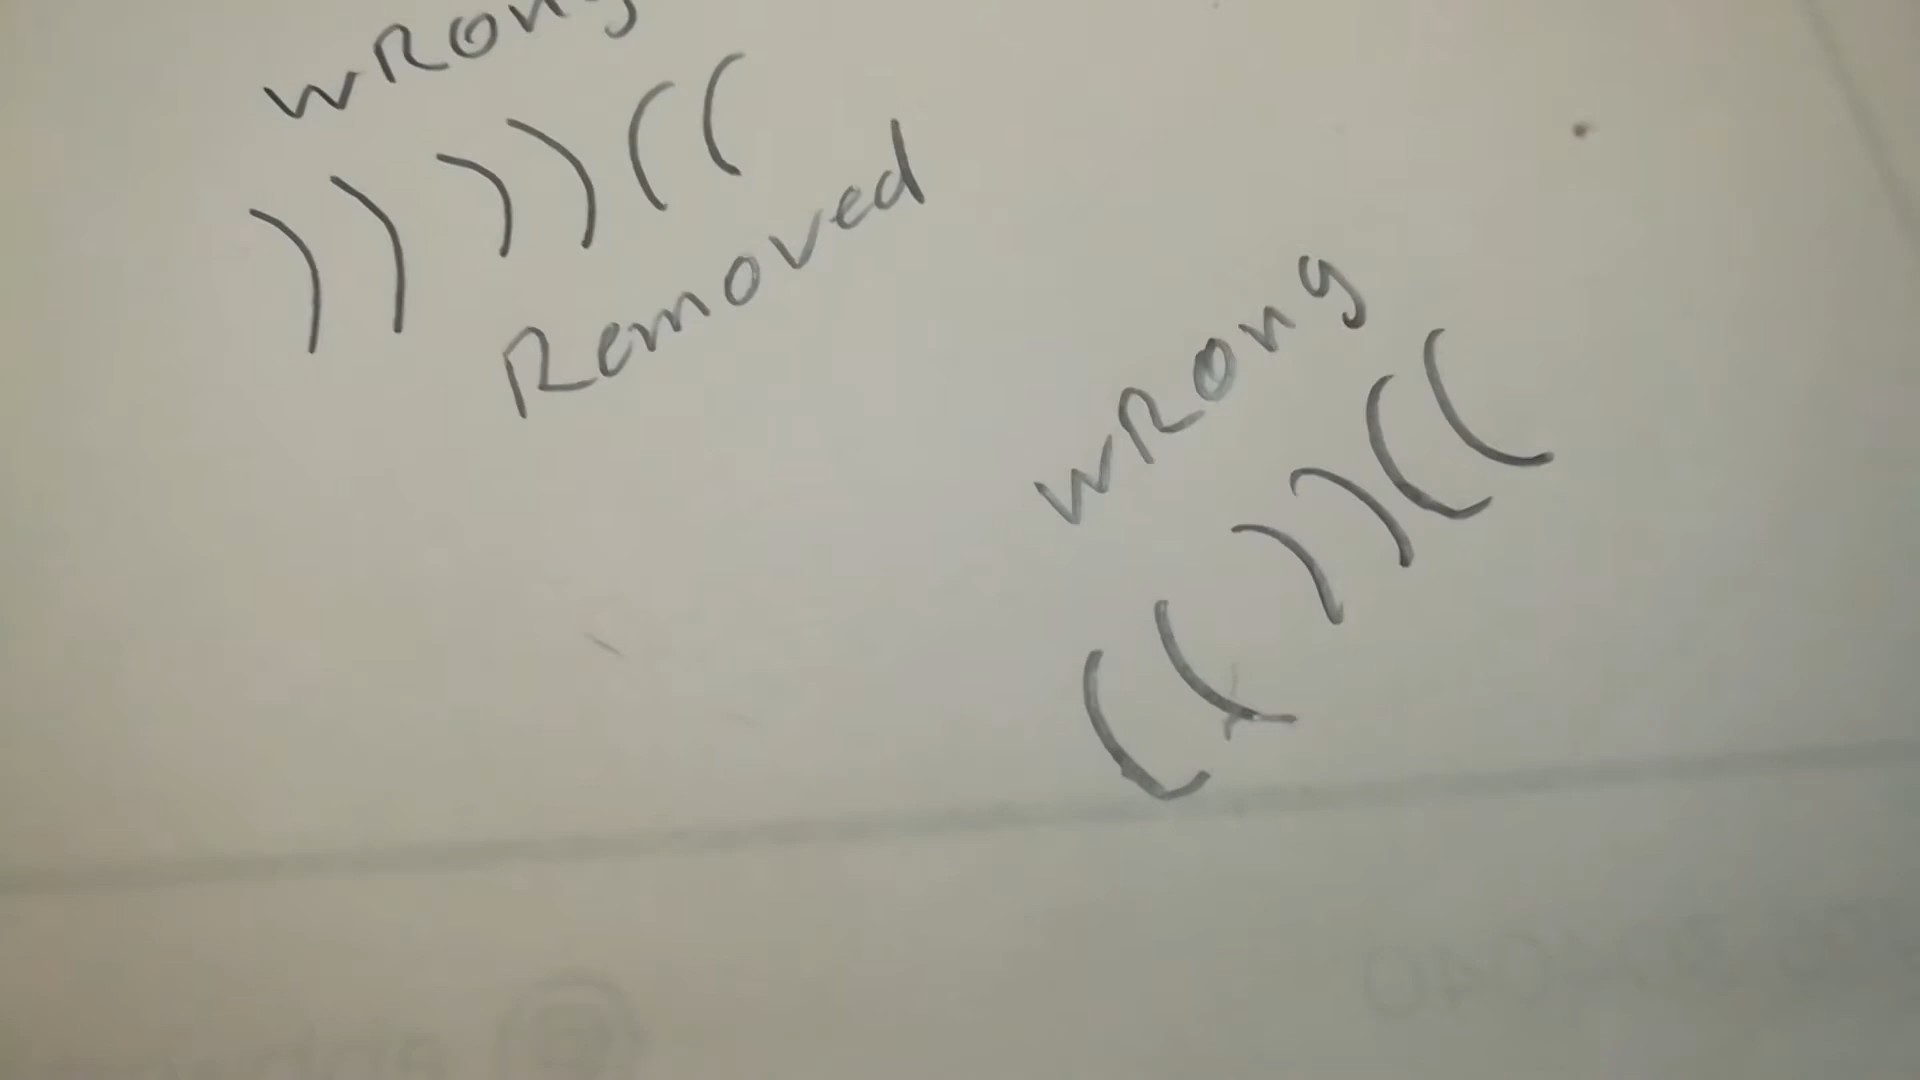 wRong
))))((
Removed
wRong
(( ))((